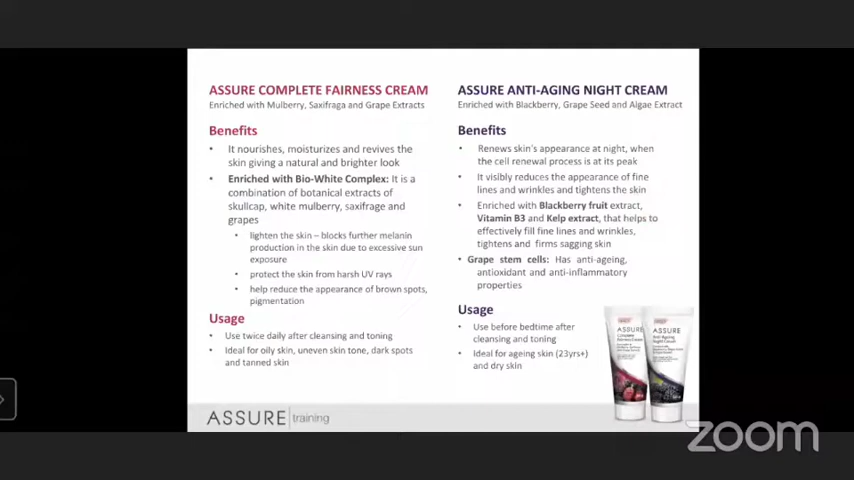 ASSURE COMPLETE FAIRNESS CREAM
Enriched with Mulberry, Saxifraga and Grape Extracts
Benefits
• It nourishes, moisturizes and revives the
skin giving a natural and brighter look
• Enriched with Bio-White Complex: It is a
combination of botanical extracts of
skullcap, white mulberry, saxifrage and
grapes
• lighten the skin – blocks further melanin
production in the skin due to excessive sun
exposure
• protect the skin from harsh UV rays
• help reduce the appearance of brown spots,
pigmentation
Usage
• Use twice daily after cleansing and toning
• Ideal for oily skin, uneven skin tone, dark spots
and tanned skin
ASSURE ANTI-AGING NIGHT CREAM
Enriched with Blackberry, Grape Seed and Algae Extract
Benefits
• Renews skin's appearance at night, when
the cell renewal process is at its peak
• It visibly reduces the appearance of fine
lines and wrinkles and tightens the skin
• Enriched with Blackberry fruit extract,
Vitamin B3 and Kelp extract, that helps to
effectively fill fine lines and wrinkles,
tightens and firms sagging skin
• Grape stem cells: Has anti-ageing,
antioxidant and anti-inflammatory
properties
Usage
• Use before bedtime after
cleansing and toning
• Ideal for ageing skin (23yrs+)
and dry skin
ASSURE
ASSURE
ASSURE training
zoom